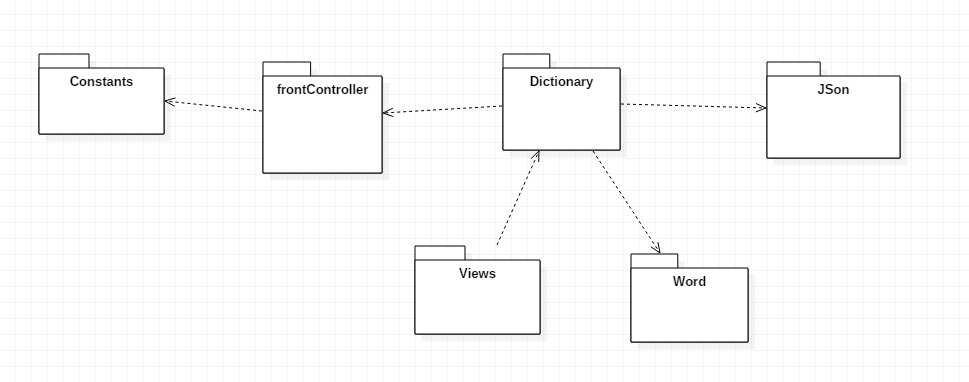 Constants
frontController
Dictionary
JSon
Views
Word